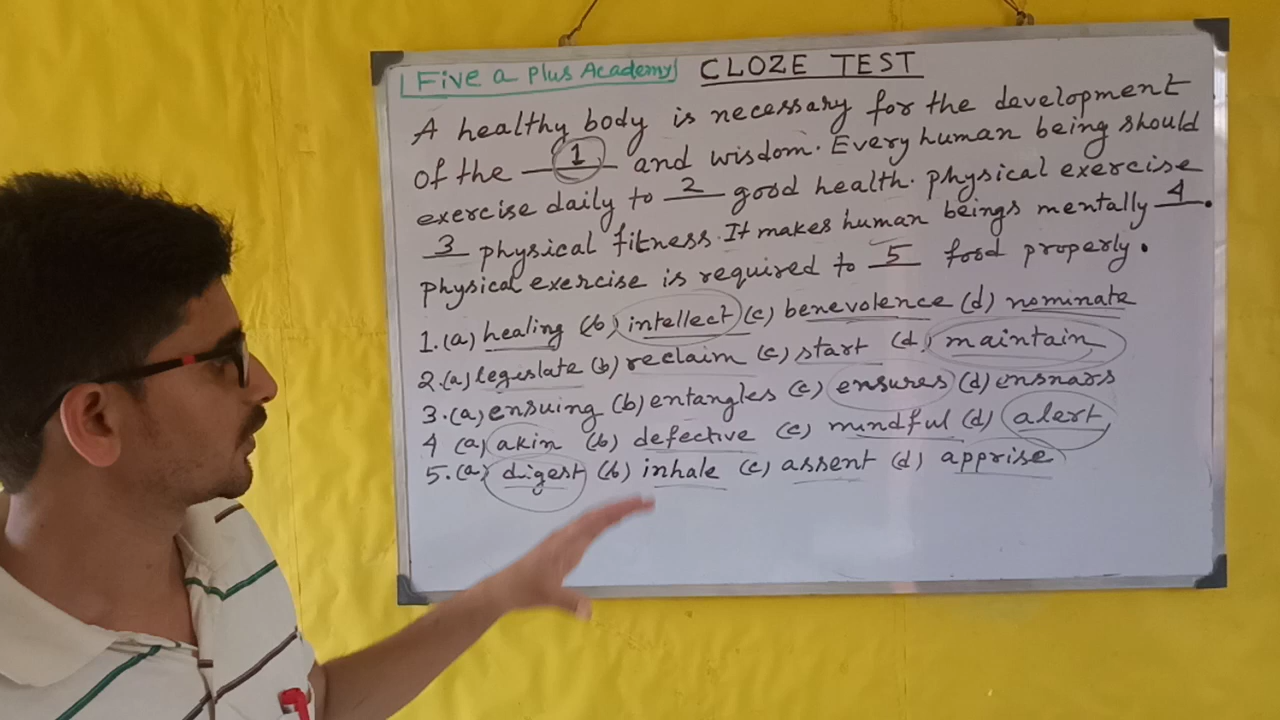 Five a Plus Academy CLOZE TEST
A healthy body is necessary for the development
of the 1 and wisdom. Every human being should
exercise daily to 2 good health. physical exercise
3 physical fitness. It makes human beings mentally 4.
physical exercise is required to 5 food properly.
1. (a) healing (b) intellect (c) benevolence (d) nominate
2. (a) legislate (b) reclaim (c) start (d) maintain
3. (a) ensuing (b) entangles (c) ensures (d) ensnars
4 (a) akin (b) defective (c) mindful (d) alert
5. (a) digest (b) inhale (c) assent (d) apprise